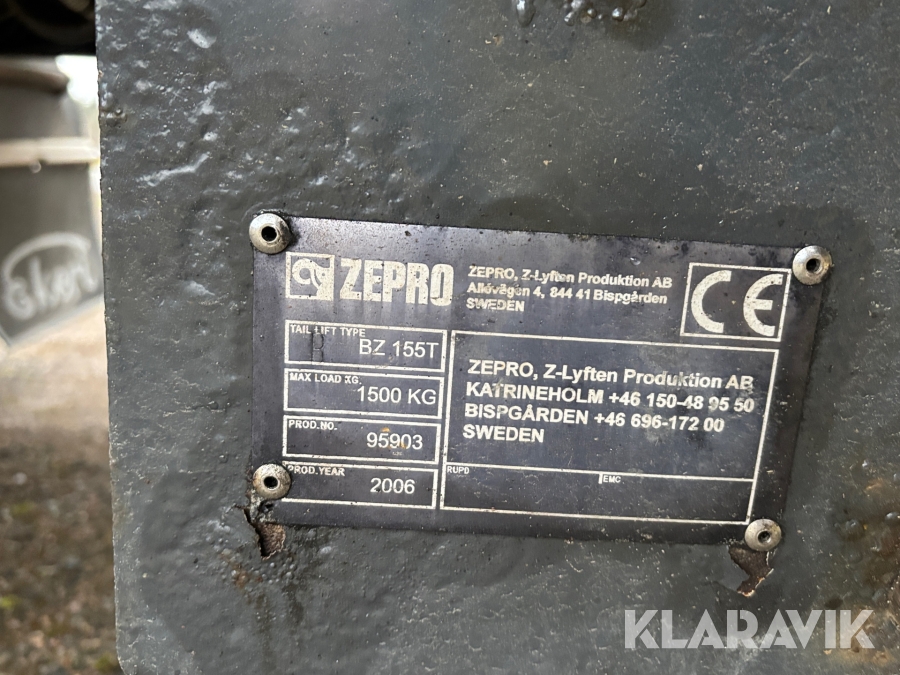 ZEPRO
ZEPRO, Z-Lyften Produktion AB
Allévägen 4, 844 41 Bispgården
SWEDEN
CE
TAIL LIFT TYPE
BZ 155T
MAX LOAD KG.
1500 KG
PROD.NO.
95903
PROD.YEAR
2006
ZEPRO, Z-Lyften Produktion AB
KATRINEHOLM +46 150-48 95 50
BISPGÅRDEN +46 696-172 00
SWEDEN
RUPD
EMC
KLARAVIK